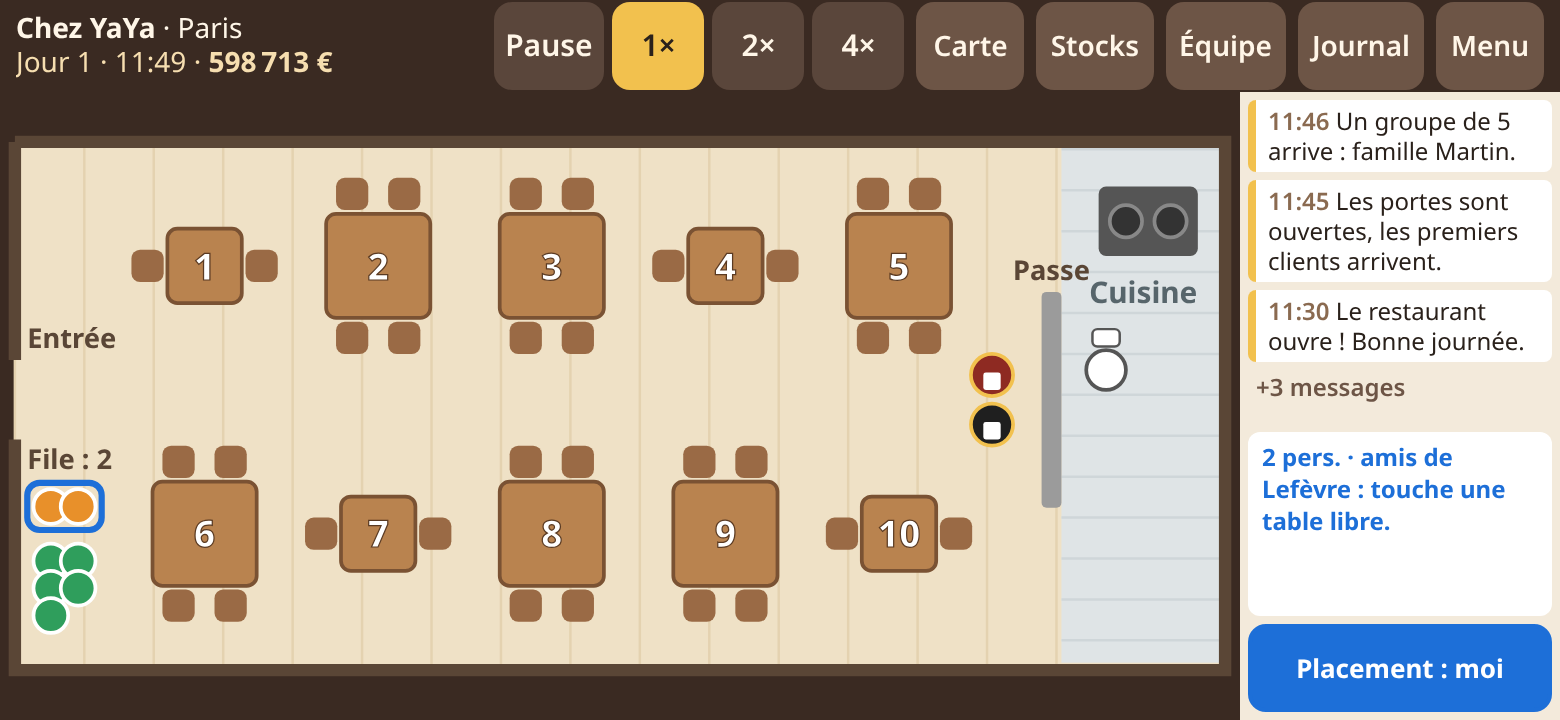 Chez YaYa · Paris
Jour 1 · 11:49 · 598 713 €
Pause
1×
2×
4×
Carte
Stocks
Équipe
Journal
Menu
1
2
3
4
5
Passe
Cuisine
Entrée
File : 2
6
7
8
9
10
11:46 Un groupe de 5
arrive : famille Martin.
11:45 Les portes sont
ouvertes, les premiers
clients arrivent.
11:30 Le restaurant
ouvre ! Bonne journée.
+3 messages
2 pers. · amis de
Lefèvre : touche une
table libre.
Placement : moi